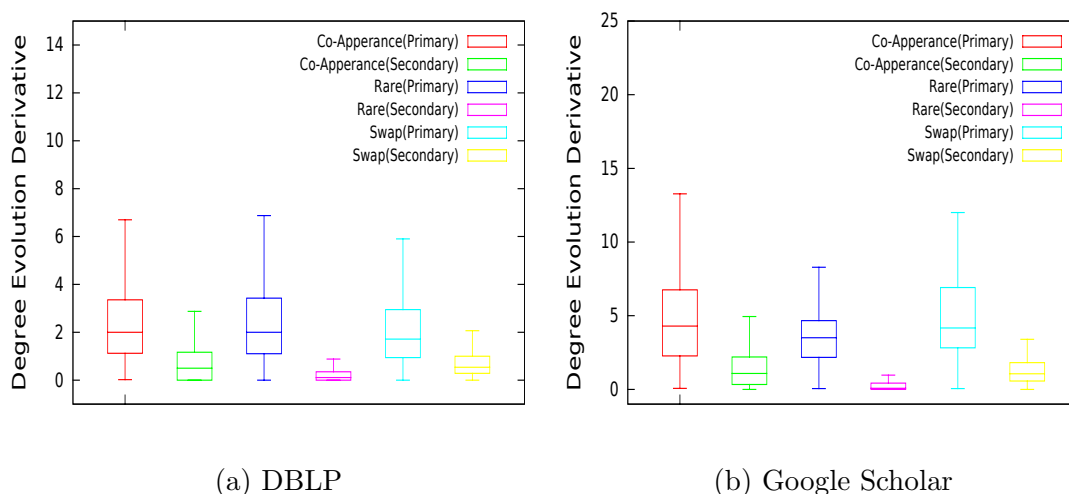 Degree Evolution Derivative
14
12
10
8
6
4
2
0
Co-Apperance(Primary)
Co-Apperance(Secondary)
Rare(Primary)
Rare(Secondary)
Swap(Primary)
Swap(Secondary)
(a) DBLP
Degree Evolution Derivative
25
20
15
10
5
0
Co-Apperance(Primary)
Co-Apperance(Secondary)
Rare(Primary)
Rare(Secondary)
Swap(Primary)
Swap(Secondary)
(b) Google Scholar